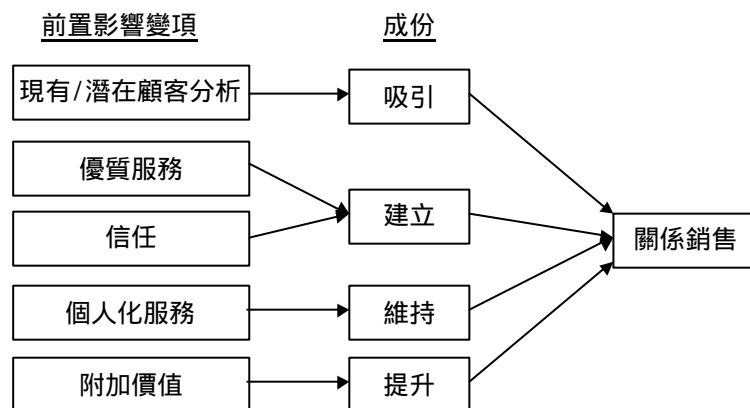 前置影響變項
成份
現有/潛在顧客分析
吸引
優質服務
信任
建立
關係銷售
個人化服務
維持
附加價值
提升